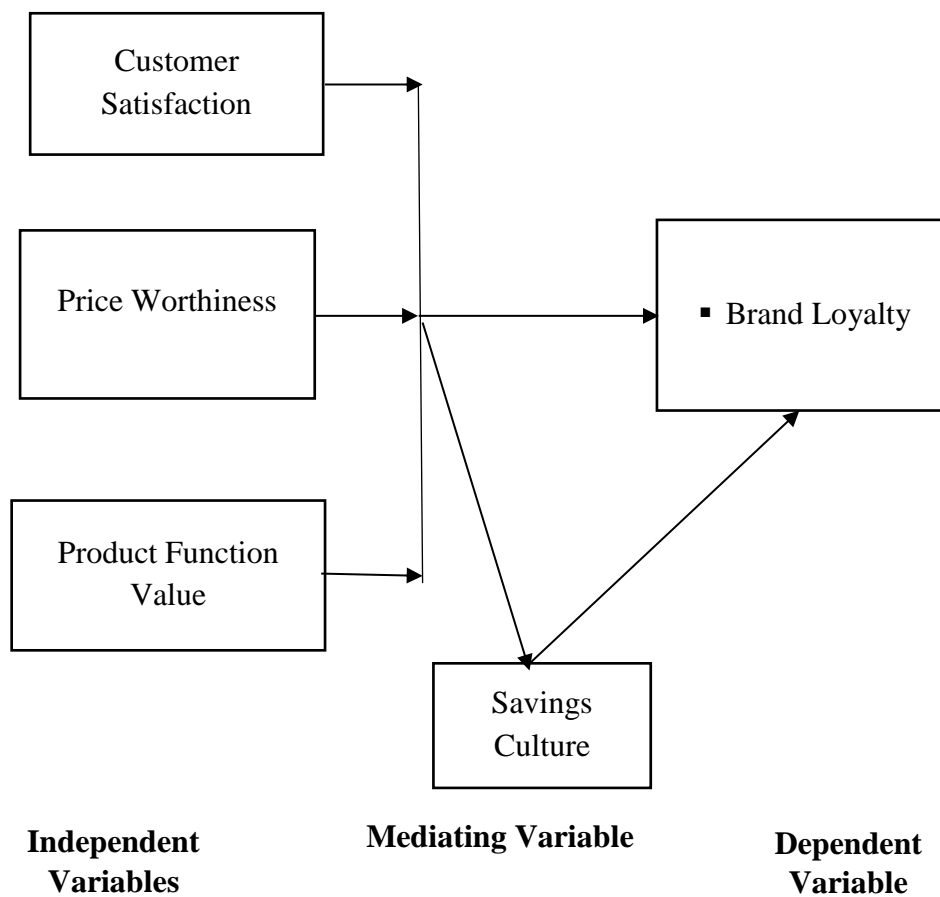 Customer
Satisfaction
Price Worthiness
▪ Brand Loyalty
Product Function
Value
Savings
Culture
Independent
Variables
Mediating Variable
Dependent
Variable